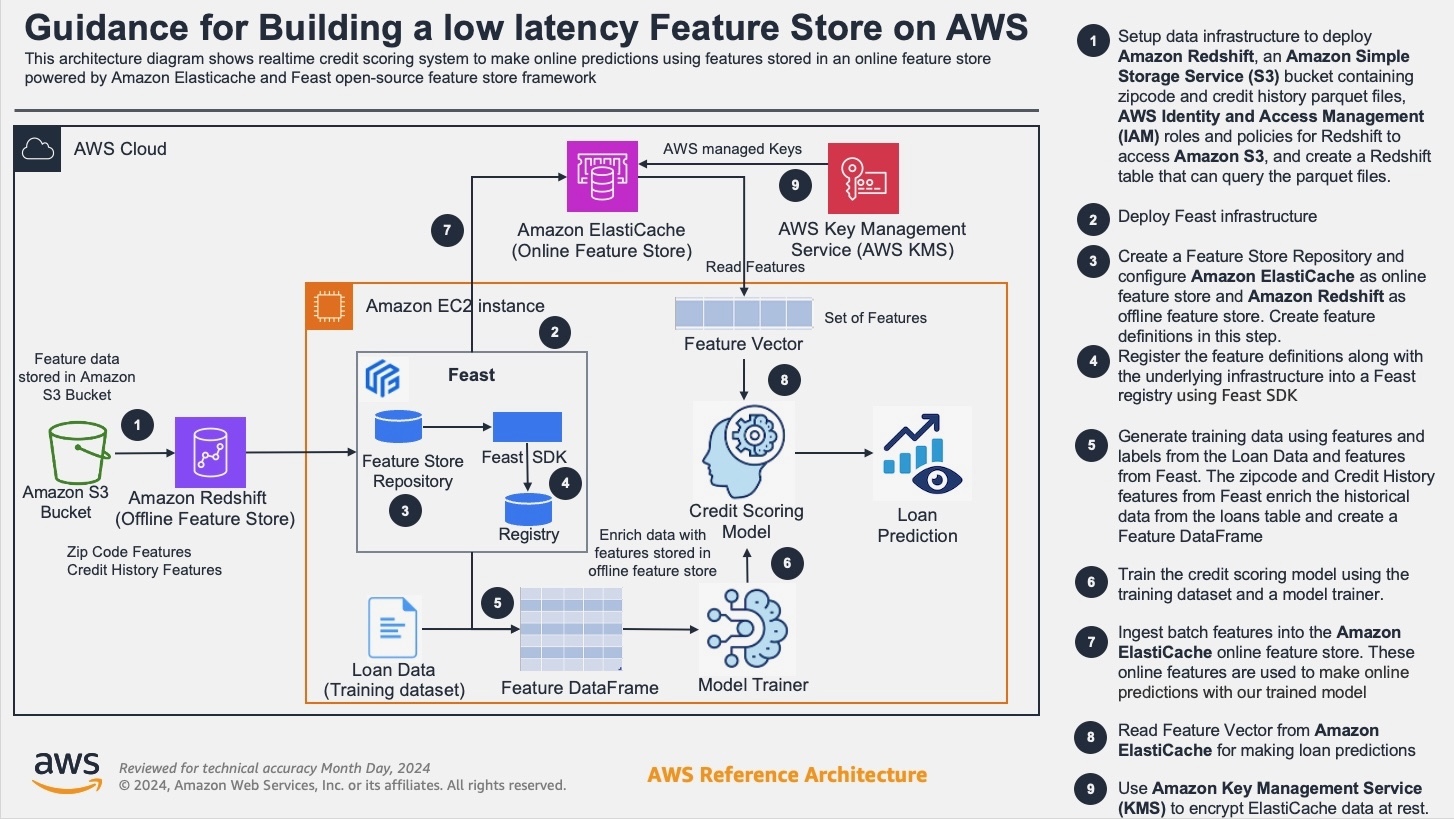 Guidance for Building a low latency Feature Store on AWS
This architecture diagram shows realtime credit scoring system to make online predictions using features stored in an online feature store
powered by Amazon Elasticache and Feast open-source feature store framework
AWS Cloud
AWS managed Keys
9
7
Amazon ElastiCache
(Online Feature Store)
AWS Key Management
Service (AWS KMS)
Read Features
Amazon EC2 instance
2
Set of Features
Feature Vector
Feature data
stored in Amazon
S3 Bucket
Feast
8
1
Feature Store
Repository
Feast SDK
4
3
Registry
Amazon S3
Bucket
Amazon Redshift
(Offline Feature Store)
Zip Code Features
Credit History Features
Credit Scoring
Model
Loan
Prediction
Enrich data with
features stored in
offline feature store
6
5
Loan Data
(Training dataset)
Feature DataFrame
Model Trainer
aws
Reviewed for technical accuracy Month Day, 2024
© 2024, Amazon Web Services, Inc. or its affiliates. All rights reserved.
AWS Reference Architecture
1
Setup data infrastructure to deploy
Amazon Redshift, an Amazon Simple
Storage Service (S3) bucket containing
zipcode and credit history parquet files,
AWS Identity and Access Management
(IAM) roles and policies for Redshift to
access Amazon S3, and create a Redshift
table that can query the parquet files.
2
Deploy Feast infrastructure
3
Create a Feature Store Repository and
configure Amazon ElastiCache as online
feature store and Amazon Redshift as
offline feature store. Create feature
definitions in this step.
4
Register the feature definitions along with
the underlying infrastructure into a Feast
registry using Feast SDK
5
Generate training data using features and
labels from the Loan Data and features
from Feast. The zipcode and Credit History
features from Feast enrich the historical
data from the loans table and create a
Feature DataFrame
6
Train the credit scoring model using the
training dataset and a model trainer.
7
Ingest batch features into the Amazon
ElastiCache online feature store. These
online features are used to make online
predictions with our trained model
8
Read Feature Vector from Amazon
ElastiCache for making loan predictions
9
Use Amazon Key Management Service
(KMS) to encrypt ElastiCache data at rest.